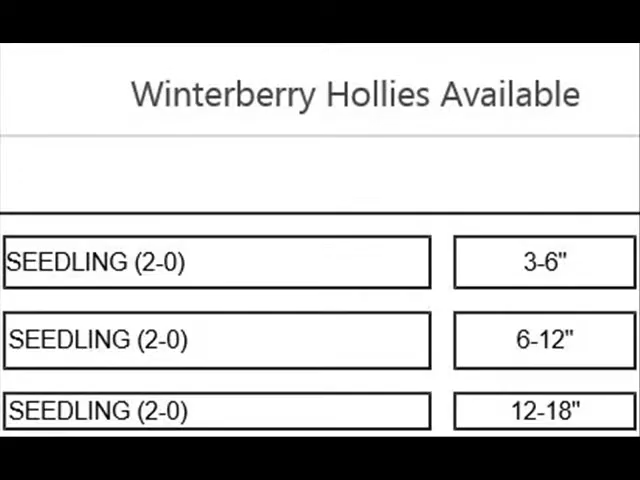 Winterberry Hollies Available
SEEDLING (2-0) 3-6"
SEEDLING (2-0) 6-12"
SEEDLING (2-0) 12-18"